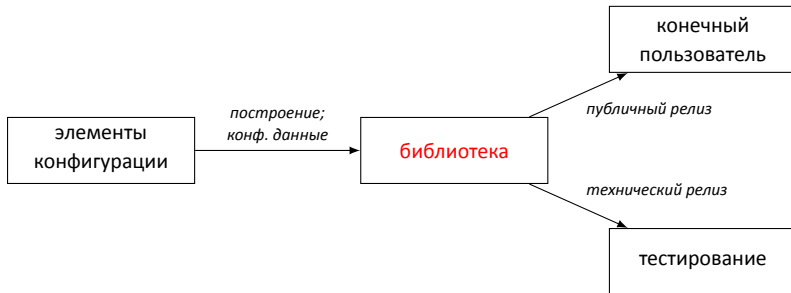 конечный
пользователь
построение;
конф. данные
публичный релиз
элементы
конфигурации
библиотека
технический релиз
тестирование